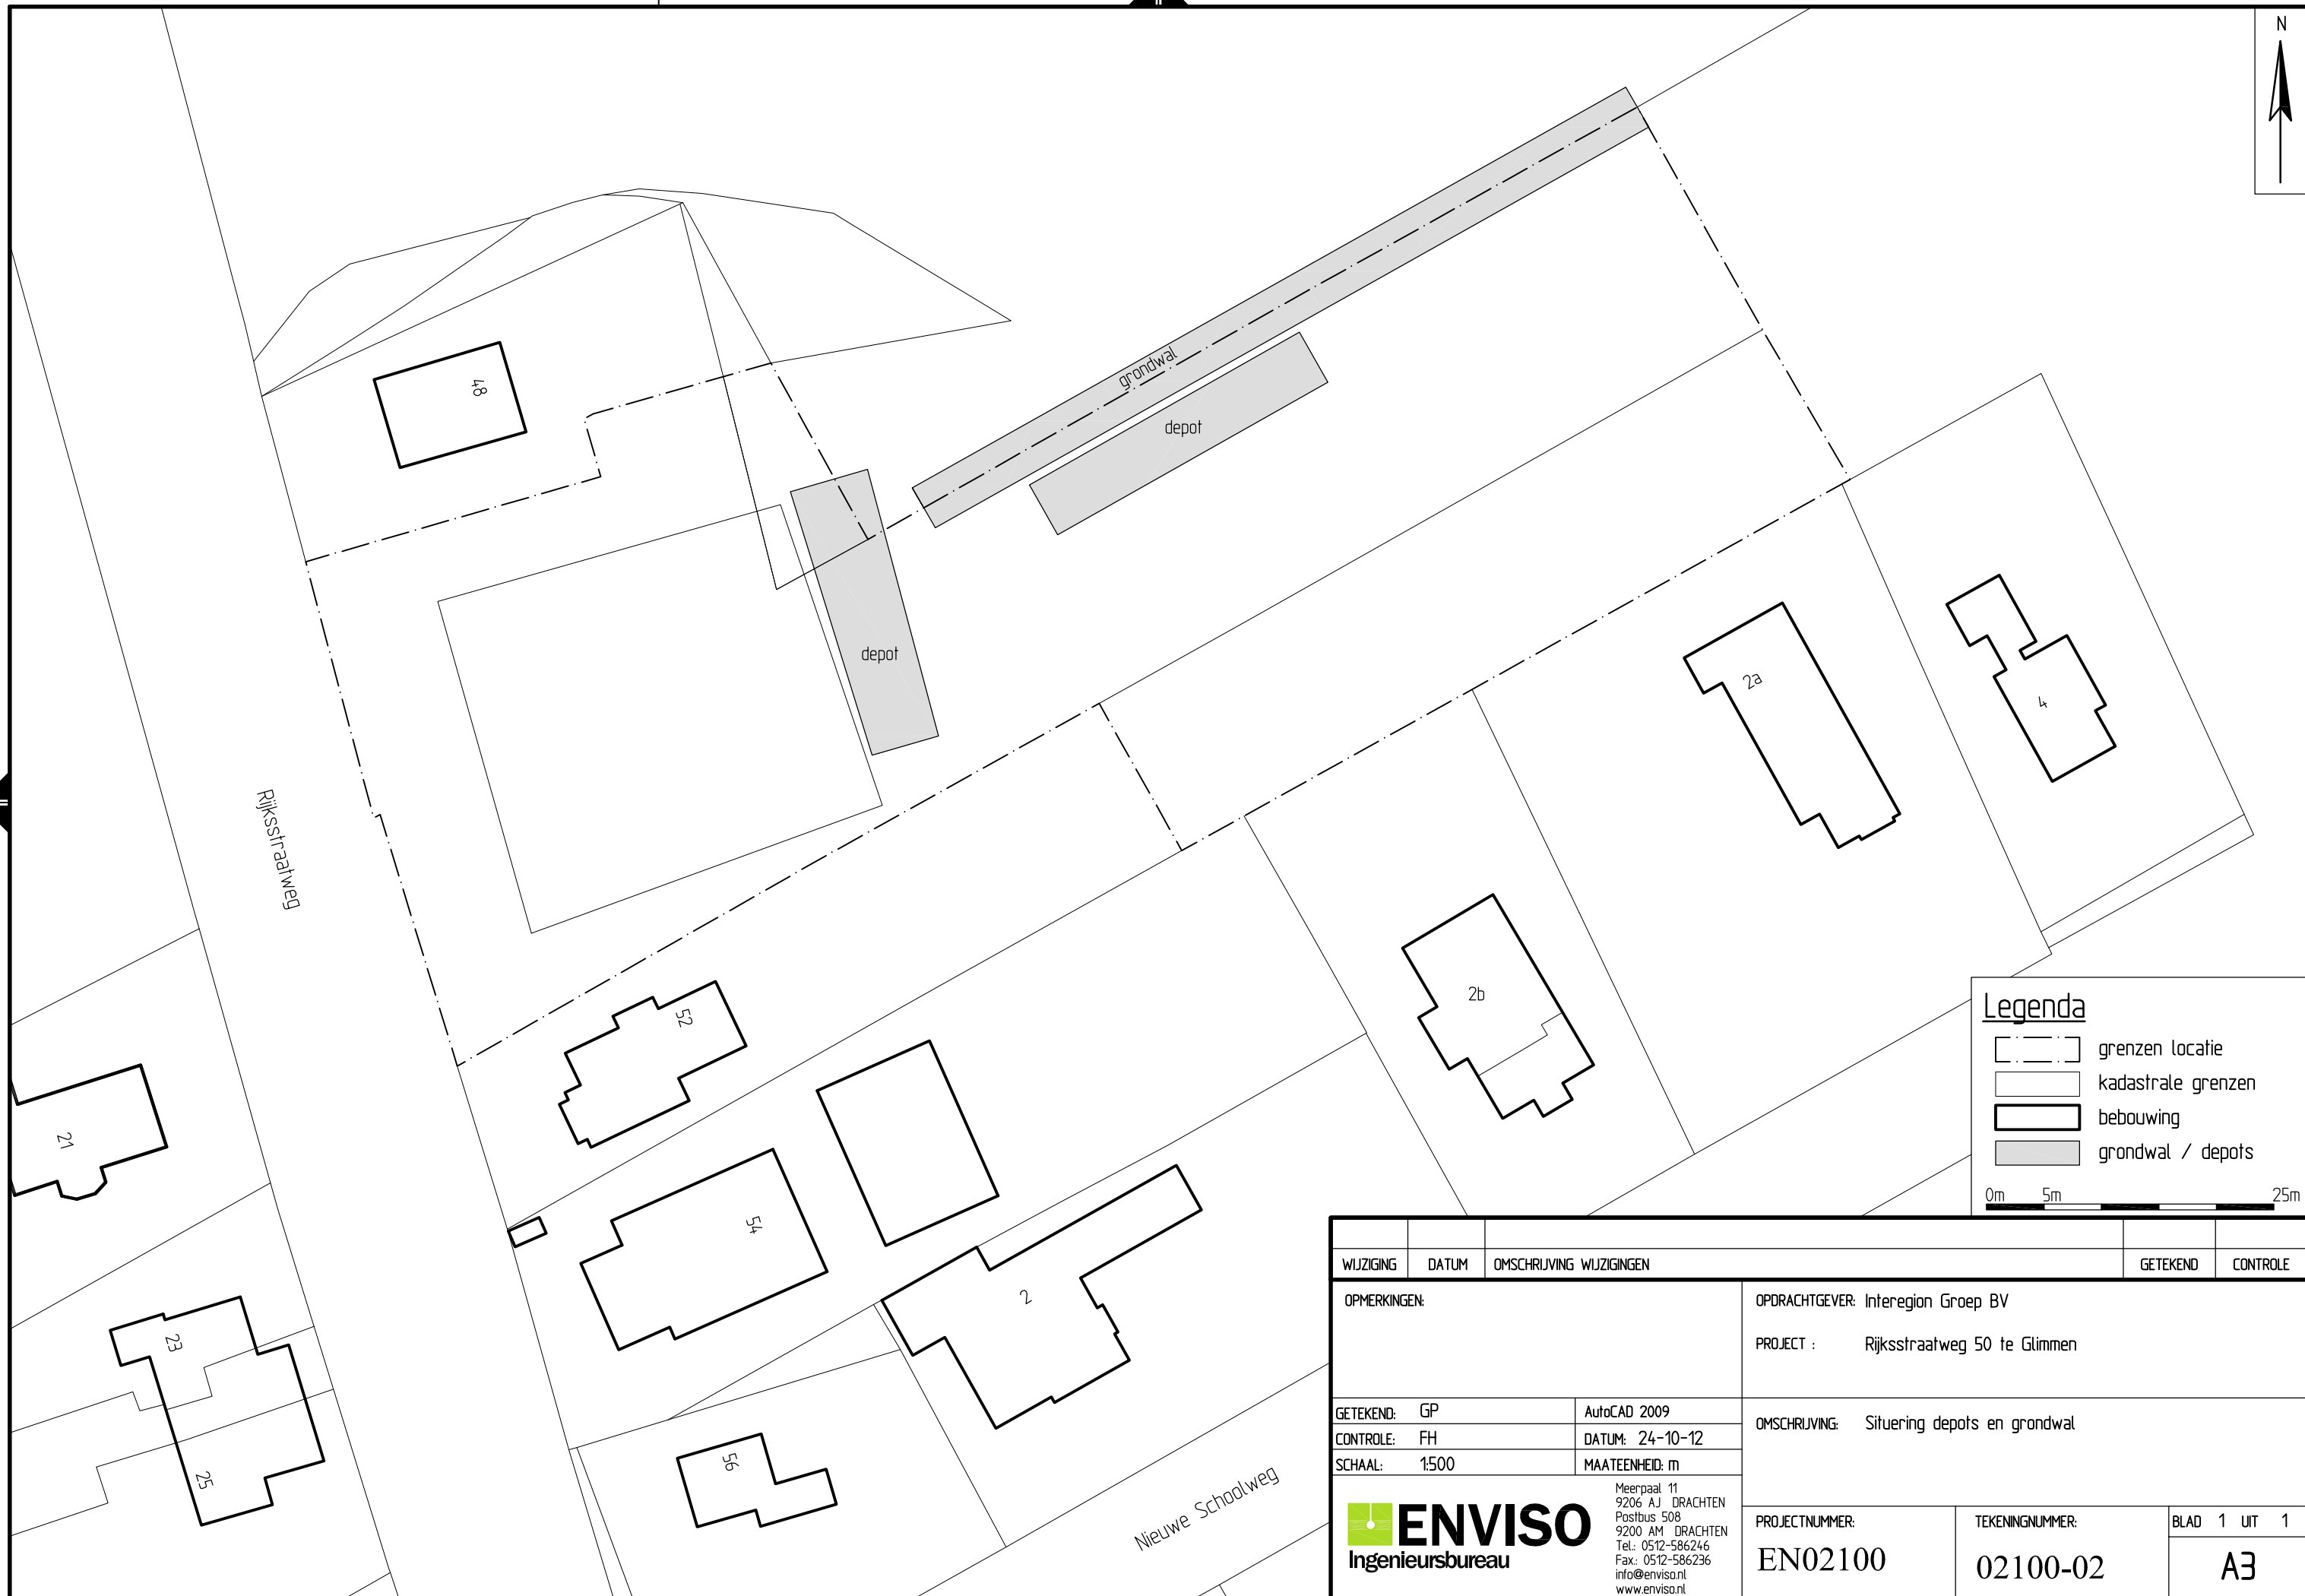 N
48
grondwal
depot
depot
2a
4
Rijksstraatweg
2b
52
21
54
2
23
25
56
Nieuwe Schoolweg
Legenda
grenzen locatie
kadastrale grenzen
bebouwing
grondwal / depots
0m 5m 25m
WIJZIGING DATUM OMSCHRIJVING WIJZIGINGEN GETEKEND CONTROLE
OPMERKINGEN:
OPDRACHTGEVER: Interegion Groep BV
PROJECT : Rijksstraatweg 50 te Glimmen
GETEKEND: GP AutoCAD 2009
CONTROLE: FH DATUM: 24-10-12
SCHAAL: 1:500 MAATEENHEID: m
OMSCHRIJVING: Situering depots en grondwal
ENVISO
Ingenieursbureau
Meerpaal 11
9206 AJ DRACHTEN
Postbus 508
9200 AM DRACHTEN
Tel.: 0512-586246
Fax.: 0512-586236
info@enviso.nl
www.enviso.nl
PROJECTNUMMER:
EN02100
TEKENINGNUMMER:
02100-02
BLAD 1 UIT 1
A3